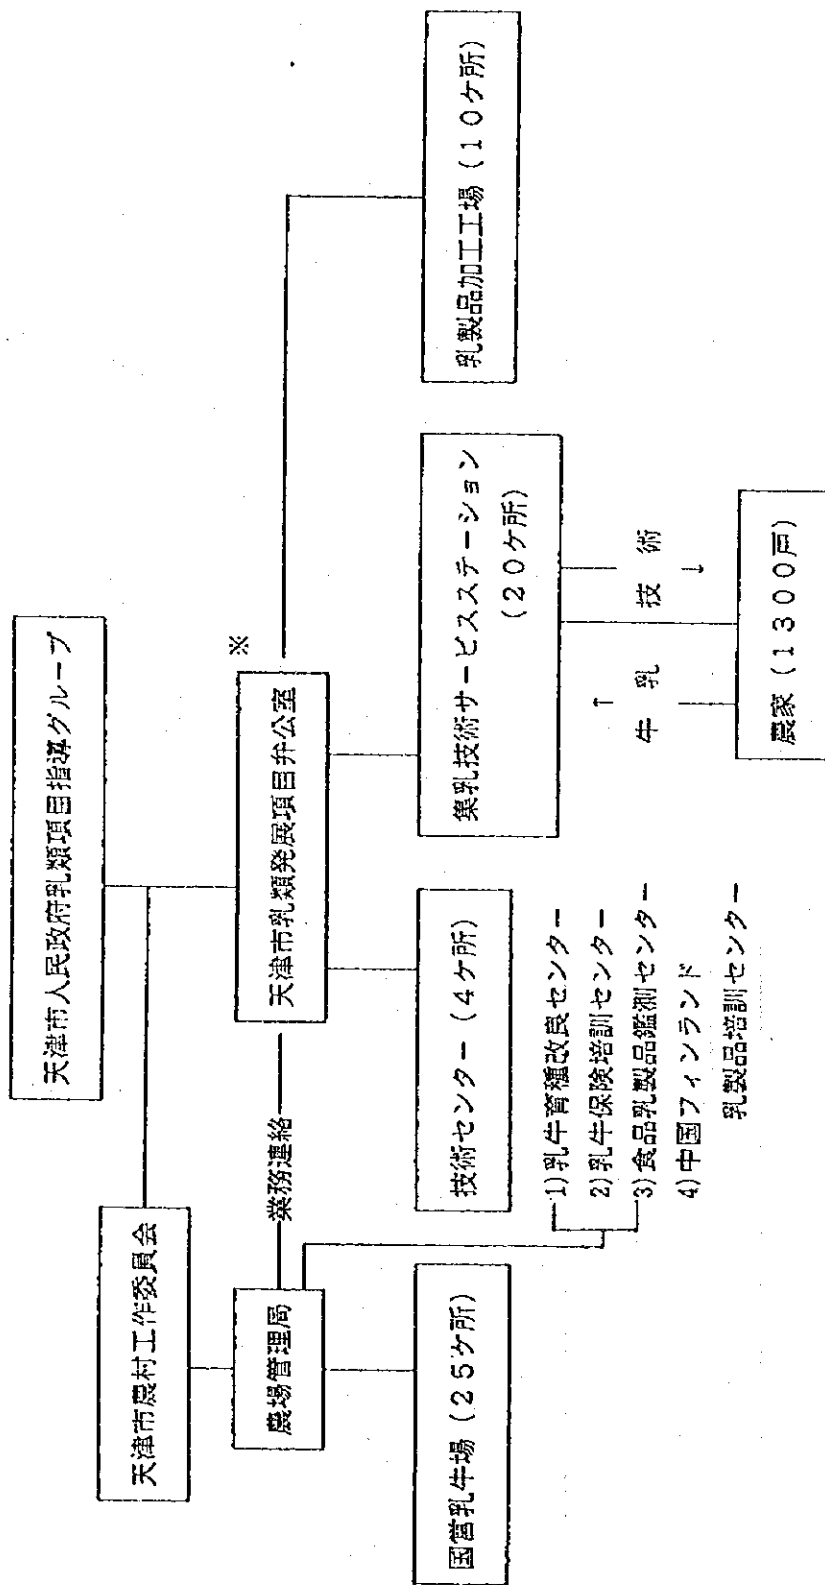 天津市人民政府乳類項目指導グループ
天津市農村工作委員会
農場管理局
業務連絡
天津市乳類発展項目弁公室
※
国営乳牛場（２５ケ所）
技術センター（４ケ所）
集乳技術サービスステーション
（２０ケ所）
乳製品加工工場（１０ケ所）
1)乳牛育種改良センター
2)乳牛保険培訓センター
3)食品乳製品鑑測センター
4)中国フィンランド
乳製品培訓センター
牛　乳　↑
技　術　↓
農家（１３００戸）